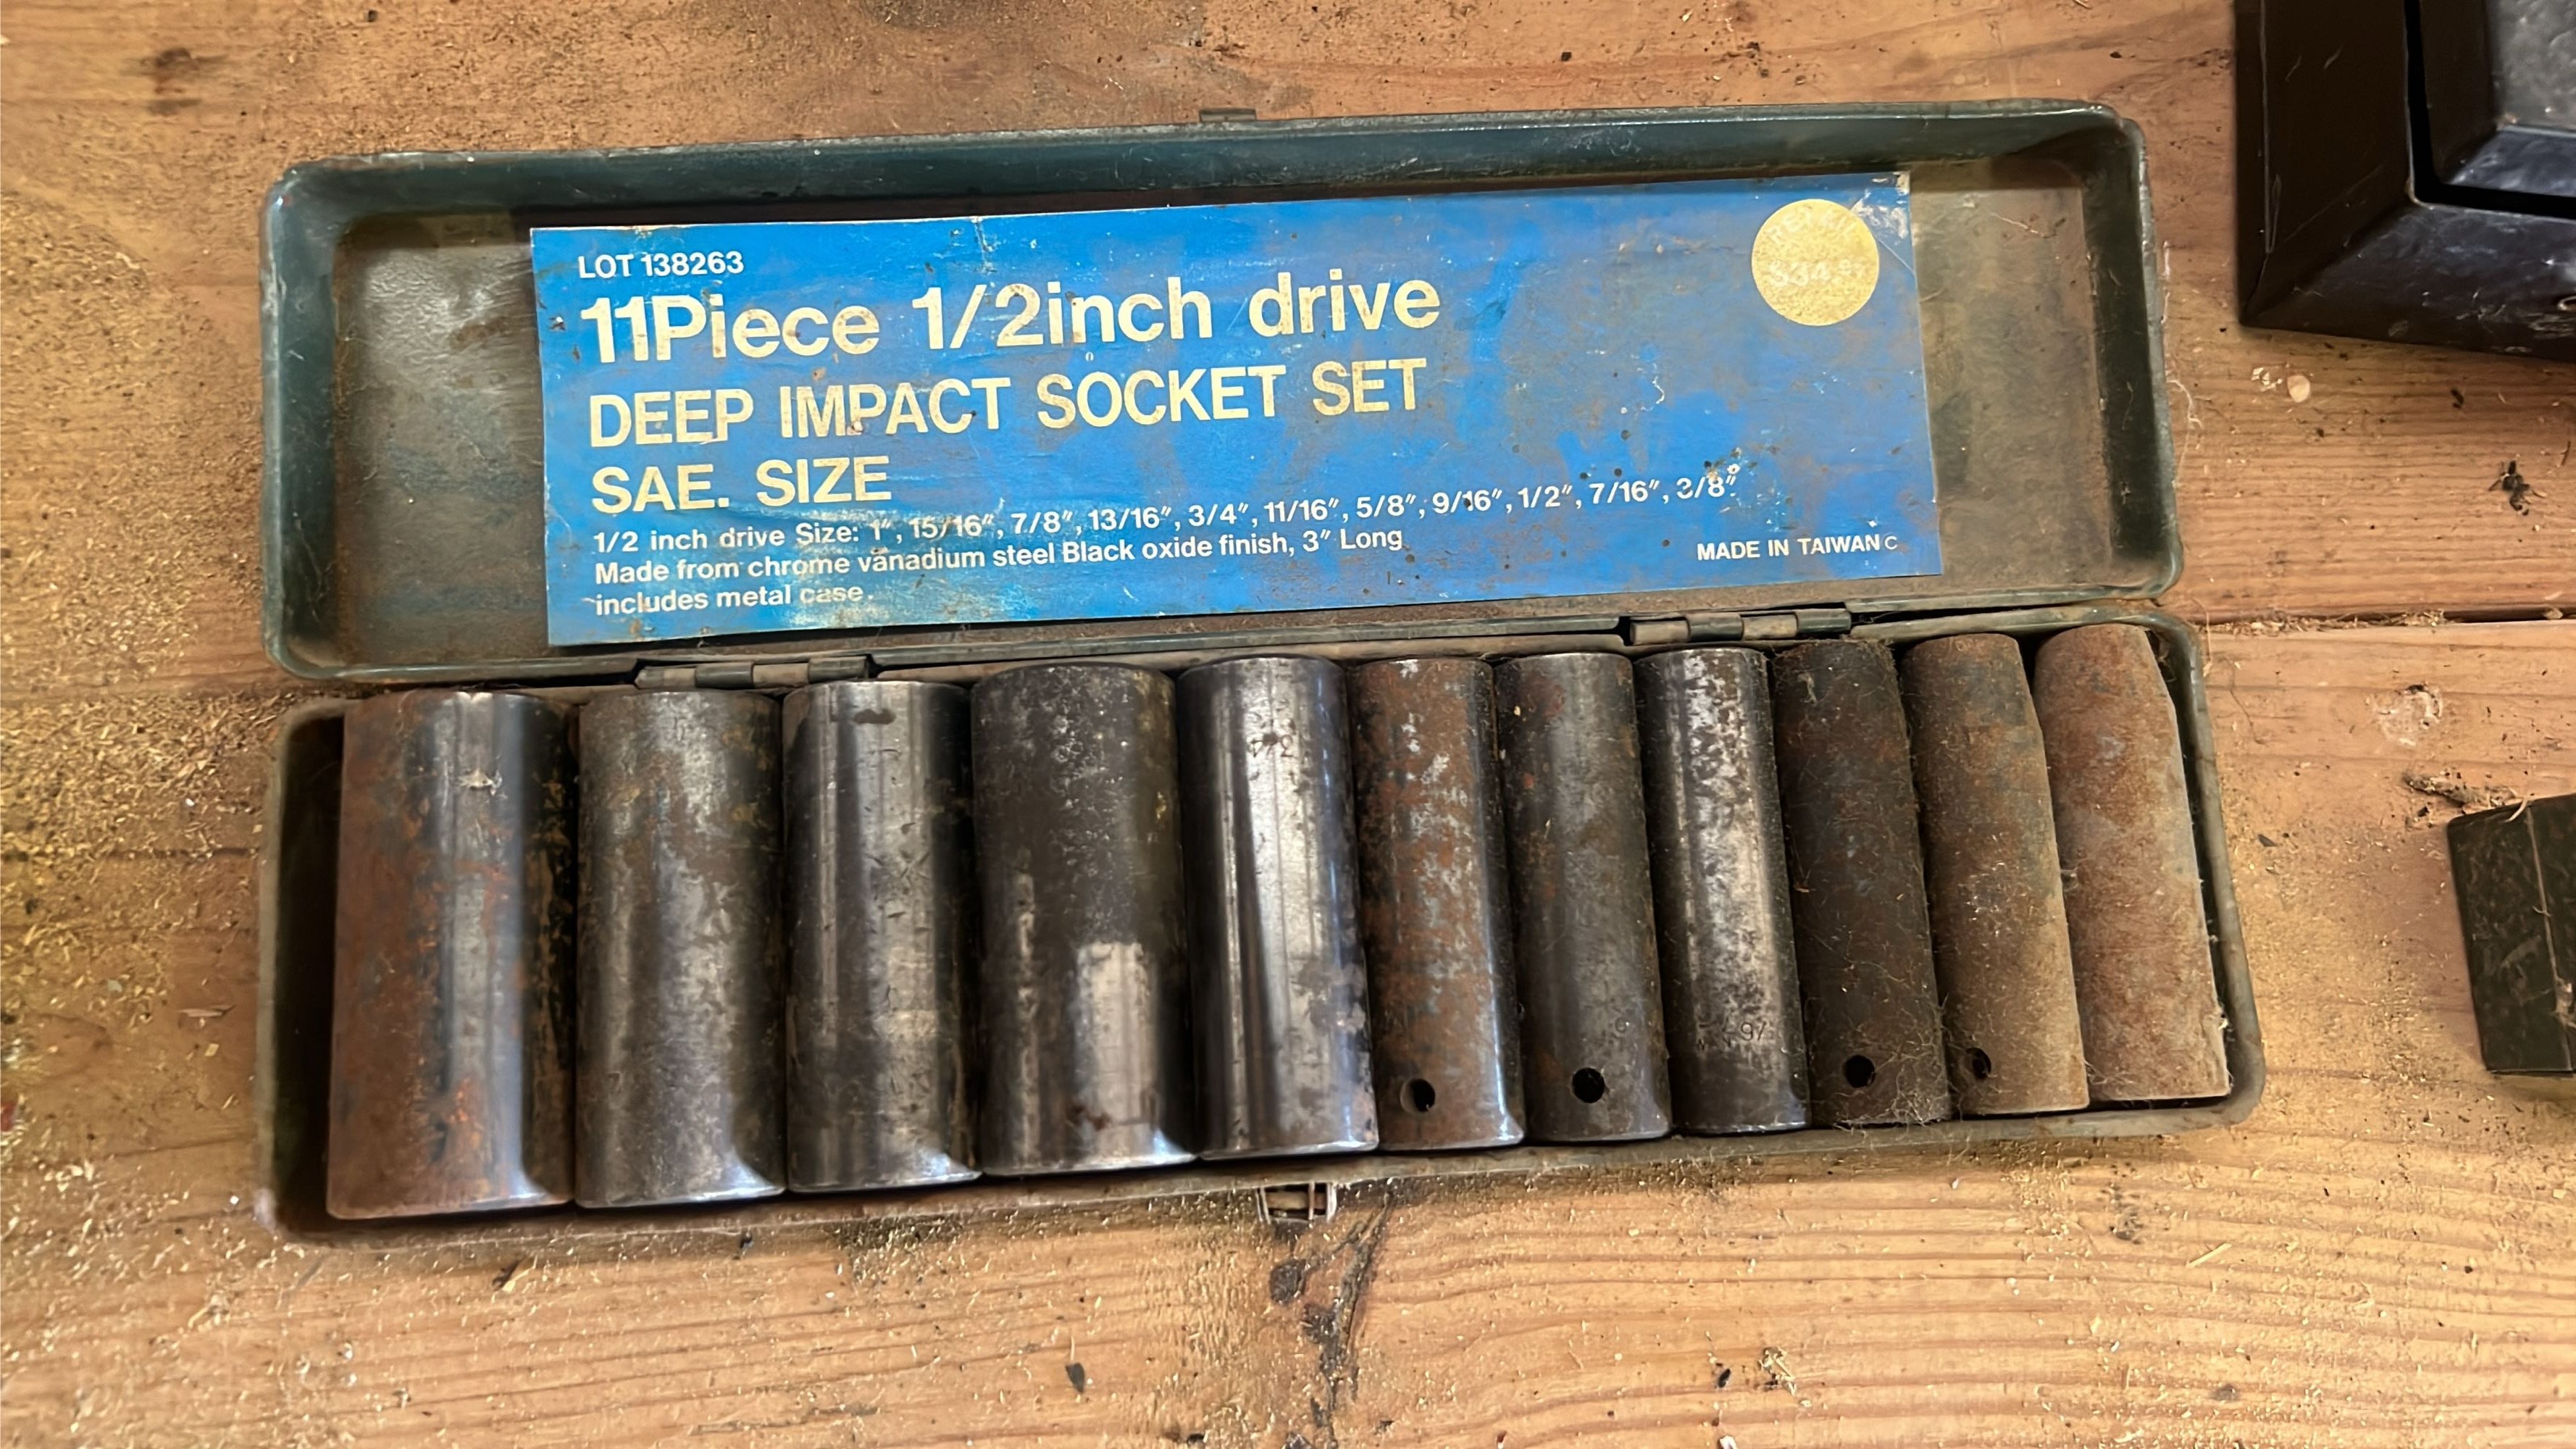 LOT 138263
11Piece 1/2inch drive
DEEP IMPACT SOCKET SET
SAE. SIZE
1/2 inch drive Size: 1″, 15/16″, 7/8″, 13/16″, 3/4″, 11/16″, 5/8″, 9/16″, 1/2″, 7/16″, 3/8″.
Made from chrome vanadium steel Black oxide finish, 3″ Long
includes metal case.
MADE IN TAIWAN C
3/4